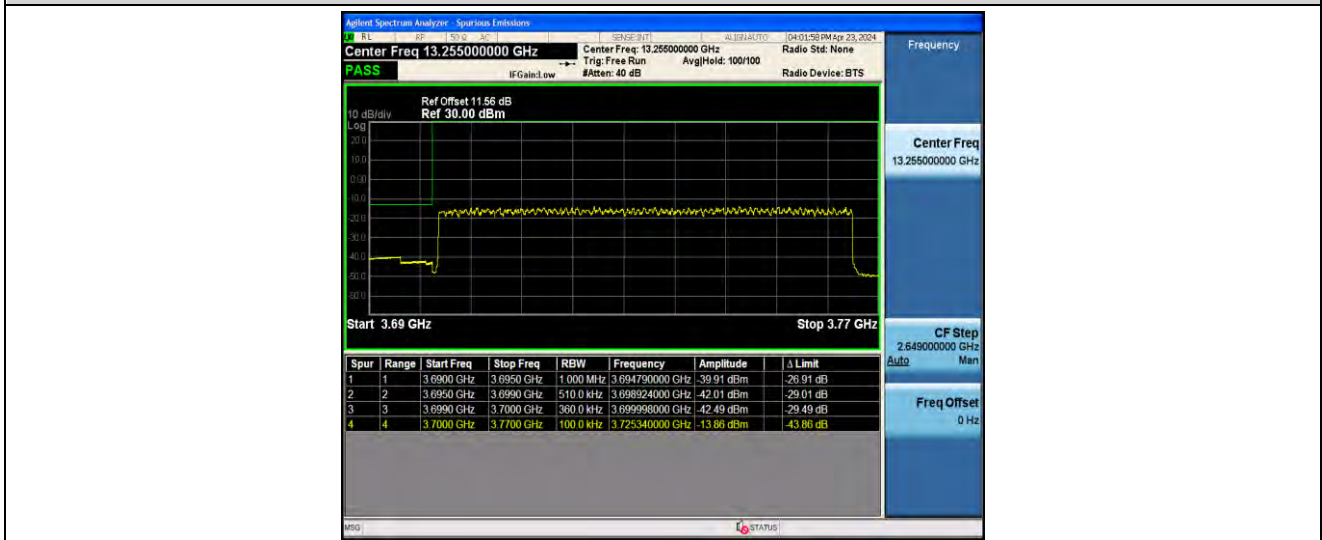 Agilent Spectrum Analyzer - Spurious Emissions
RL RF 50 Ω AC SENSE:INT ALIGNAUTO 04:01:58 PM Apr 23, 2024
Center Freq 13.255000000 GHz Center Freq: 13.255000000 GHz Radio Std: None
Trig: Free Run Avg|Hold: 100/100
PASS IFGain:Low #Atten: 40 dB Radio Device: BTS
Frequency
Ref Offset 11.56 dB
10 dB/div Ref 30.00 dBm
Log
20.0
10.0
0.00
-10.0
-20.0
-30.0
-40.0
-50.0
-60.0
Start 3.69 GHz Stop 3.77 GHz
Center Freq
13.255000000 GHz
CF Step
2.649000000 GHz
Auto Man
Freq Offset
0 Hz
Spur Range Start Freq Stop Freq RBW Frequency Amplitude Δ Limit
1 1 3.6900 GHz 3.6950 GHz 1.000 MHz 3.694790000 GHz -39.91 dBm -26.91 dB
2 2 3.6950 GHz 3.6990 GHz 510.0 kHz 3.698924000 GHz -42.01 dBm -29.01 dB
3 3 3.6990 GHz 3.7000 GHz 360.0 kHz 3.699998000 GHz -42.49 dBm -29.49 dB
4 4 3.7000 GHz 3.7700 GHz 100.0 kHz 3.725340000 GHz -13.86 dBm -43.86 dB
MSG STATUS